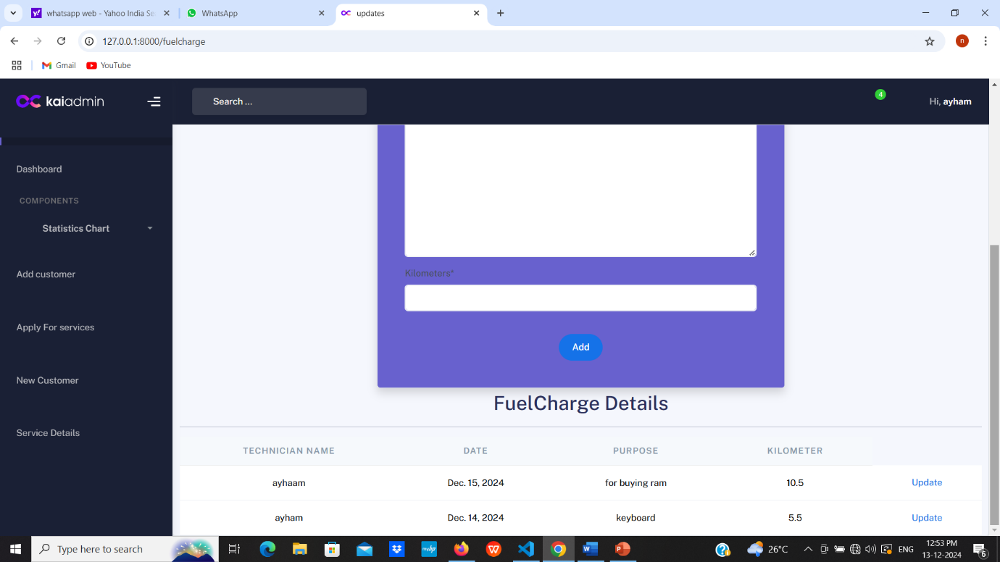 whatsapp web - Yahoo India Se
WhatsApp
updates
127.0.0.1:8000/fuelcharge
n
Gmail
YouTube
kaiadmin
Search ...
4
Hi, ayham
Dashboard
COMPONENTS
Statistics Chart
Add customer
Apply For services
New Customer
Service Details
Kilometers*
Add
FuelCharge Details
TECHNICIAN NAME DATE PURPOSE KILOMETER
ayhaam Dec. 15, 2024 for buying ram 10.5 Update
ayham Dec. 14, 2024 keyboard 5.5 Update
Type here to search
26°C
ENG
12:53 PM
13-12-2024
6